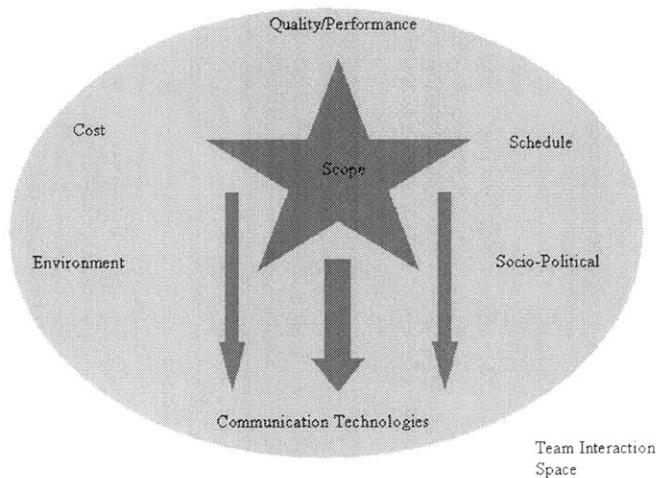 Quality/Performance
Cost
Schedule
Scope
Environment
Socio-Political
Communication Technologies
Team Interaction
Space